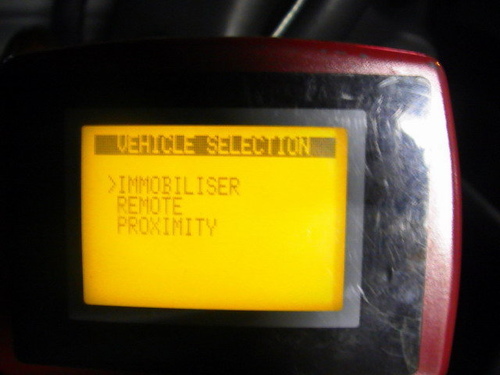 VEHICLE SELECTION
>IMMOBILISER
REMOTE
PROXIMITY